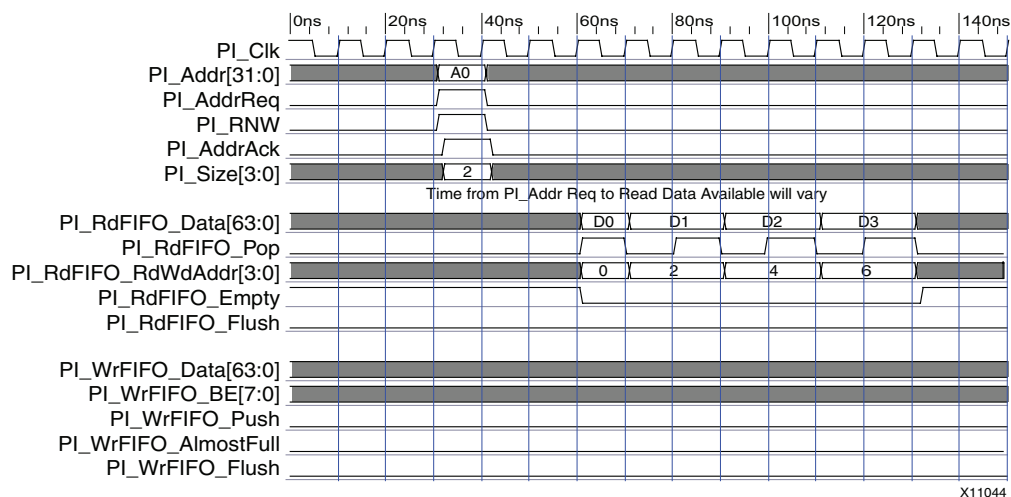 0ns 20ns 40ns 60ns 80ns 100ns 120ns 140ns
PI_Clk
PI_Addr[31:0] A0
PI_AddrReq
PI_RNW
PI_AddrAck
PI_Size[3:0] 2
Time from PI_Addr Req to Read Data Available will vary
PI_RdFIFO_Data[63:0] D0 D1 D2 D3
PI_RdFIFO_Pop
PI_RdFIFO_RdWdAddr[3:0] 0 2 4 6
PI_RdFIFO_Empty
PI_RdFIFO_Flush
PI_WrFIFO_Data[63:0]
PI_WrFIFO_BE[7:0]
PI_WrFIFO_Push
PI_WrFIFO_AlmostFull
PI_WrFIFO_Flush
X11044